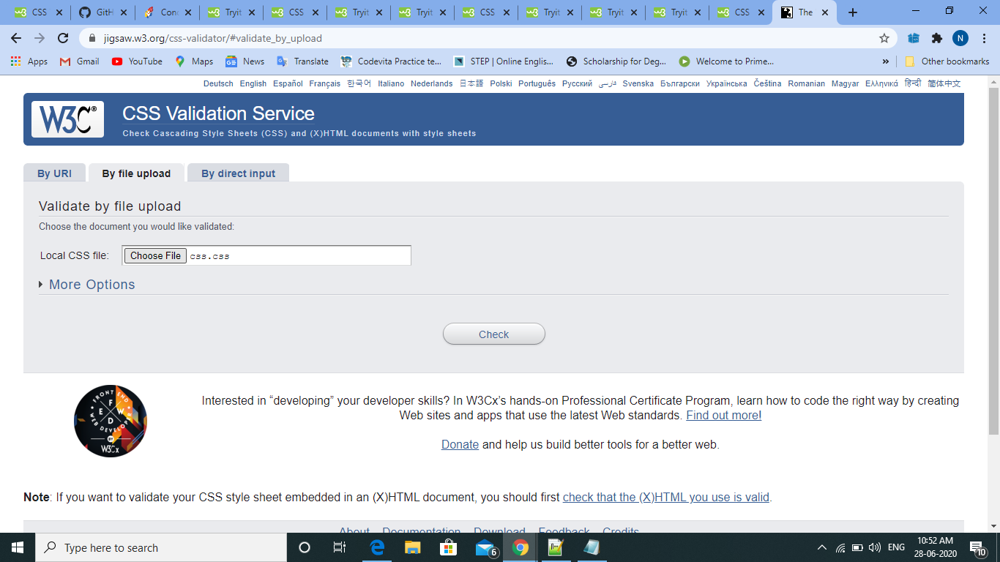 CSS GitH Conc Tryit CSS Tryit Tryit CSS Tryit Tryit Tryit CSS The
jigsaw.w3.org/css-validator/#validate_by_upload N
Apps Gmail YouTube Maps News Translate Codevita Practice te... STEP | Online Englis... Scholarship for Deg... Welcome to Prime... » Other bookmarks
Deutsch English Español Français 한국어 Italiano Nederlands 日本語 Polski Português Русский فارسی Svenska Български Українська Čeština Romanian Magyar Ελληνικά हिन्दी 简体中文
W3C® CSS Validation Service
Check Cascading Style Sheets (CSS) and (X)HTML documents with style sheets
By URI By file upload By direct input
Validate by file upload
Choose the document you would like validated:
Local CSS file: Choose File css.css
More Options
Check
FRONT END WEB DEVELOPER
F E W D
BY
W3Cx
Interested in “developing” your developer skills? In W3Cx’s hands-on Professional Certificate Program, learn how to code the right way by creating
Web sites and apps that use the latest Web standards. Find out more!
Donate and help us build better tools for a better web.
Note: If you want to validate your CSS style sheet embedded in an (X)HTML document, you should first check that the (X)HTML you use is valid.
About Documentation Download Feedback Credits
Type here to search 6 ENG 10:52 AM 10
28-06-2020